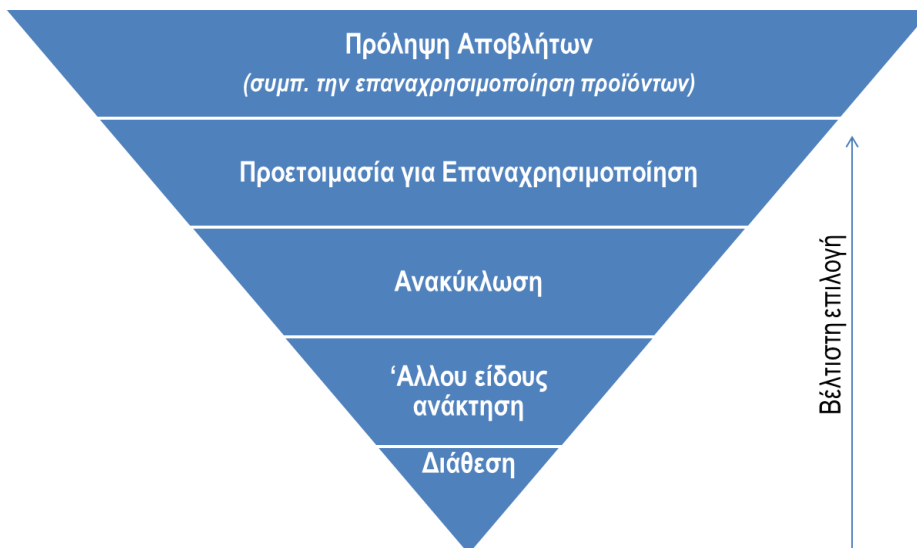 Πρόληψη Αποβλήτων
(συμπ. την επαναχρησιμοποίηση προϊόντων)
Προετοιμασία για Επαναχρησιμοποίηση
Ανακύκλωση
‘Αλλου είδους
ανάκτηση
Διάθεση
Βέλτιστη επιλογή